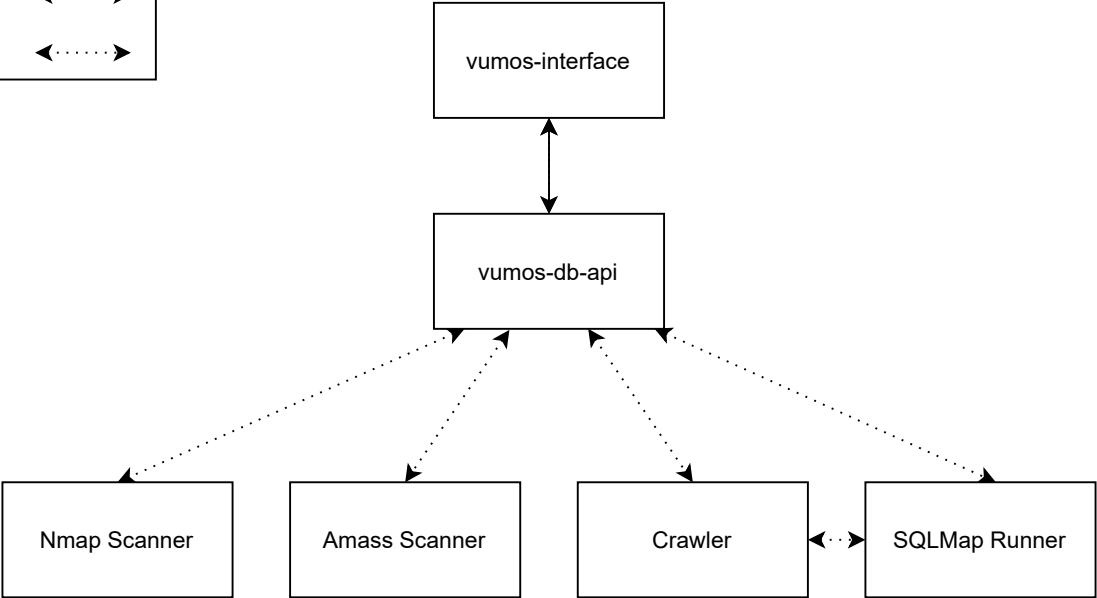 vumos-interface
vumos-db-api
Nmap Scanner
Amass Scanner
Crawler
SQLMap Runner